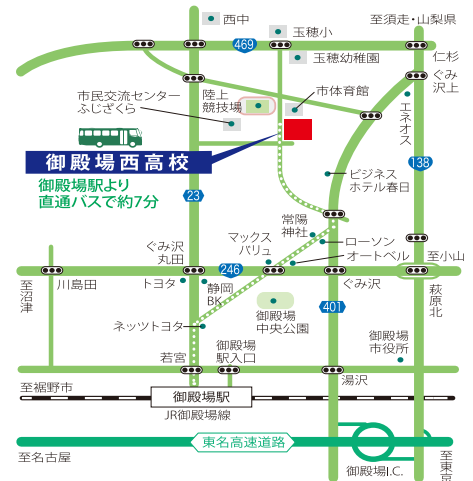 西中
玉小
至須走・山梨県
469
玉穂幼稚園
仁杉
ぐみ
沢上
市民交流センター
ふじざくら
陸上
競技場
市体育館
エネオス
138
御殿場西高校
御殿場駅より
直通バスで約7分
23
ビジネス
ホテル春日
常陽
神社
ローソン
オートベル
マックス
バリュ
ぐみ沢
丸田
246
至小山
至沼津
川島田
トヨタ
静岡
BK
ぐみ沢
萩原北
401
御殿場
中央公園
ネッツトヨタ
御殿場
市役所
若宮
御殿場
駅入口
湯沢
至裾野市
御殿場駅
JR御殿場線
東名高速道路
至名古屋
御殿場I.C.
至東京